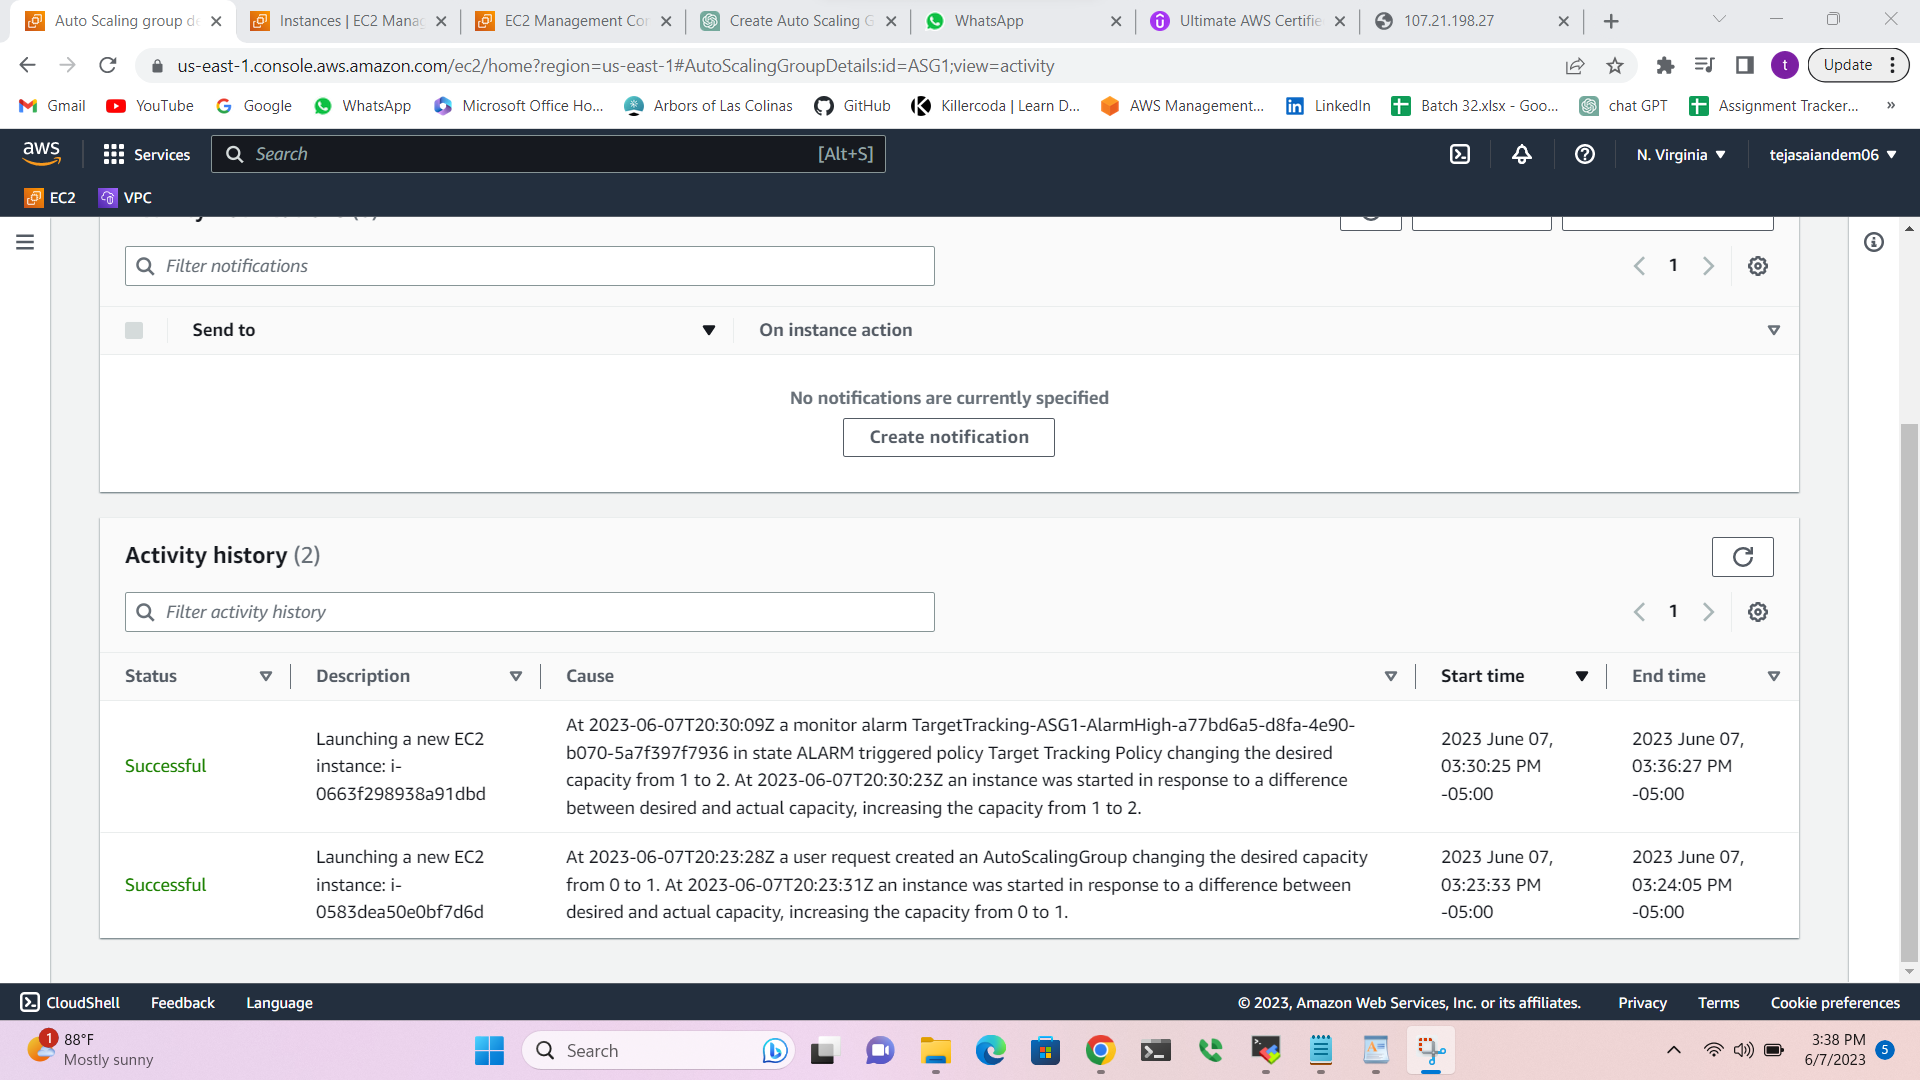 Auto Scaling group de
Instances | EC2 Manag
EC2 Management Con
Create Auto Scaling G
WhatsApp
Ultimate AWS Certifie
107.21.198.27
us-east-1.console.aws.amazon.com/ec2/home?region=us-east-1#AutoScalingGroupDetails:id=ASG1;view=activity
t
Update
Gmail
YouTube
Google
WhatsApp
Microsoft Office Ho...
Arbors of Las Colinas
GitHub
Killercoda | Learn D...
AWS Management...
LinkedIn
Batch 32.xlsx - Goo...
chat GPT
Assignment Tracker...
»
aws
Services
Search
[Alt+S]
N. Virginia
tejasaiandem06
EC2
VPC
Filter notifications
1
Send to
On instance action
No notifications are currently specified
Create notification
Activity history (2)
Filter activity history
1
Status
Description
Cause
Start time
End time
Successful
Launching a new EC2
instance: i-
0663f298938a91dbd
At 2023-06-07T20:30:09Z a monitor alarm TargetTracking-ASG1-AlarmHigh-a77bd6a5-d8fa-4e90-
b070-5a7f397f7936 in state ALARM triggered policy Target Tracking Policy changing the desired
capacity from 1 to 2. At 2023-06-07T20:30:23Z an instance was started in response to a difference
between desired and actual capacity, increasing the capacity from 1 to 2.
2023 June 07,
03:30:25 PM
-05:00
2023 June 07,
03:36:27 PM
-05:00
Successful
Launching a new EC2
instance: i-
0583dea50e0bf7d6d
At 2023-06-07T20:23:28Z a user request created an AutoScalingGroup changing the desired capacity
from 0 to 1. At 2023-06-07T20:23:31Z an instance was started in response to a difference between
desired and actual capacity, increasing the capacity from 0 to 1.
2023 June 07,
03:23:33 PM
-05:00
2023 June 07,
03:24:05 PM
-05:00
CloudShell
Feedback
Language
© 2023, Amazon Web Services, Inc. or its affiliates.
Privacy
Terms
Cookie preferences
1
88°F
Mostly sunny
Search
3:38 PM
6/7/2023
5